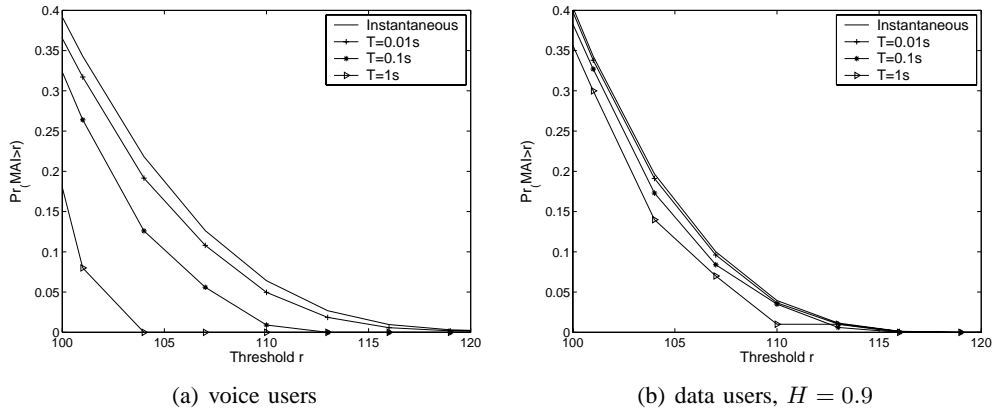 Instantaneous
T=0.01s
T=0.1s
T=1s
0.4
0.35
0.3
0.25
0.2
0.15
0.1
0.05
0
Pr(MAI>r)
100 105 110 115 120
Threshold r
(a) voice users
Instantaneous
T=0.01s
T=0.1s
T=1s
0.4
0.35
0.3
0.25
0.2
0.15
0.1
0.05
0
Pr(MAI>r)
100 105 110 115 120
Threshold r
(b) data users, H = 0.9